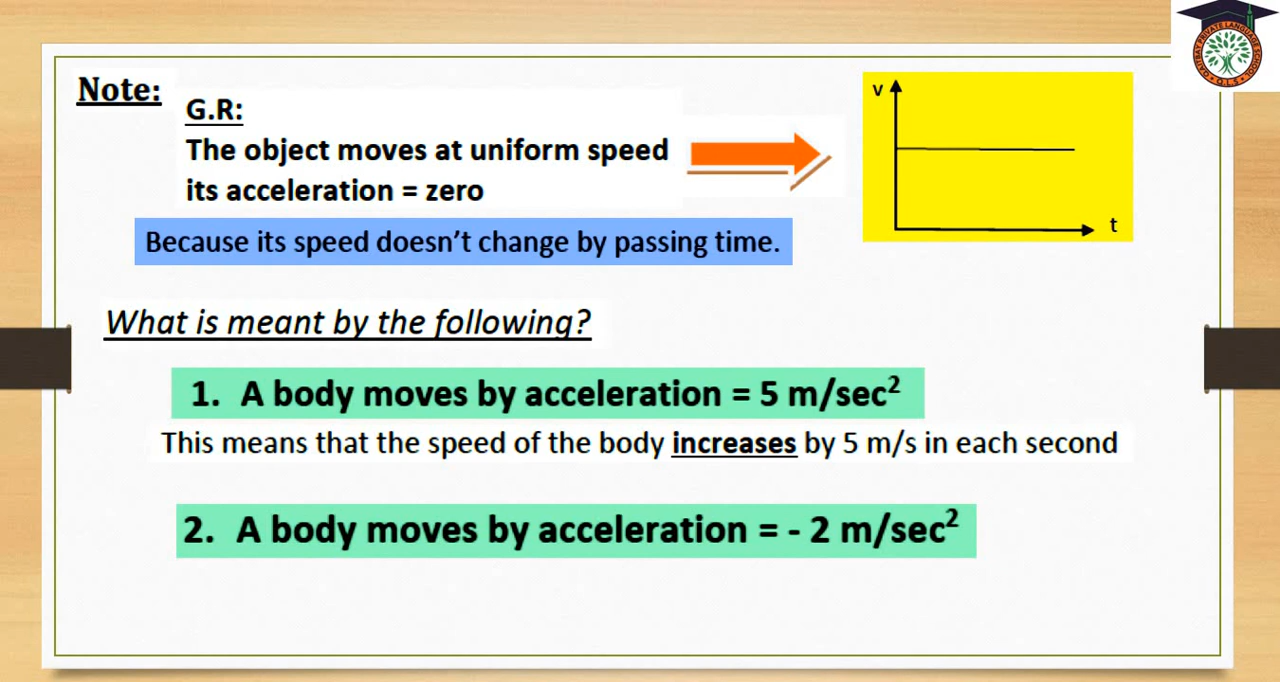 Note:
G.R:
The object moves at uniform speed
its acceleration = zero
Because its speed doesn’t change by passing time.
v
t
What is meant by the following?
1. A body moves by acceleration = 5 m/sec²
This means that the speed of the body increases by 5 m/s in each second
2. A body moves by acceleration = - 2 m/sec²